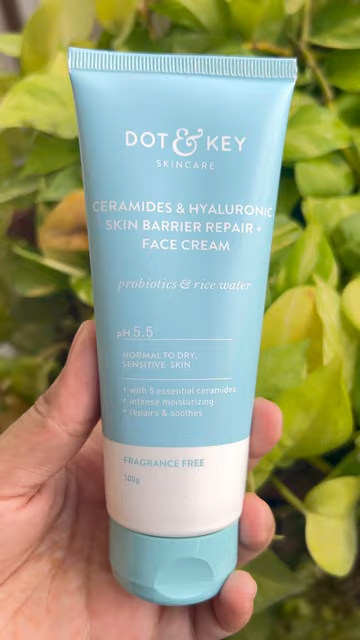 DOT & KEY
SKINCARE
CERAMIDES & HYALURONIC
SKIN BARRIER REPAIR +
FACE CREAM
probiotics & rice water
pH 5.5
NORMAL TO DRY,
SENSITIVE SKIN
• with 5 essential ceramides
• intense moisturizing
• repairs & soothes
FRAGRANCE FREE
100g